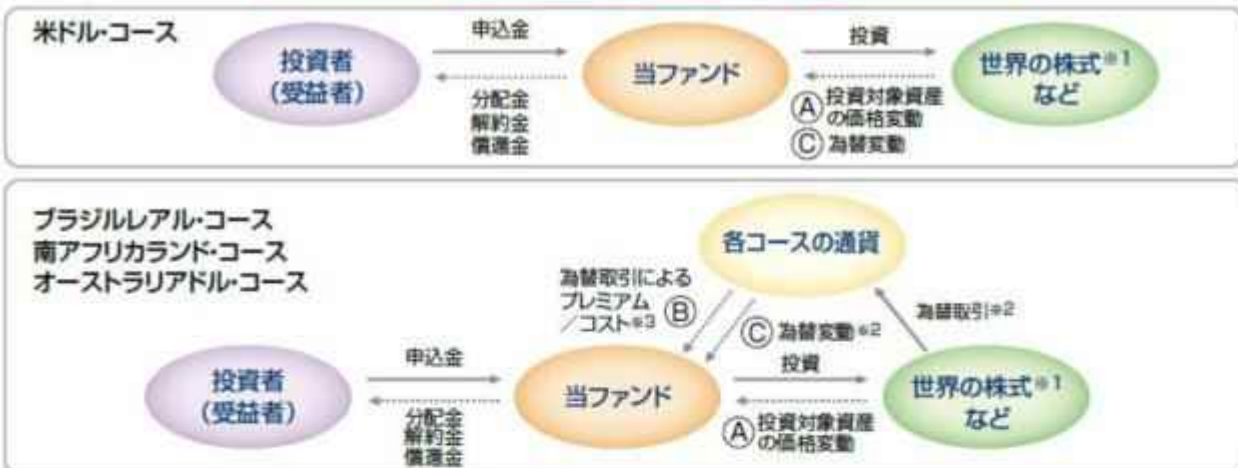 米ドル・コース
投資者
(受益者)
申込金
分配金
解約金
償還金
当ファンド
投資
Ⓐ投資対象資産
の価格変動
Ⓒ為替変動
世界の株式※1
など
ブラジルレアル・コース
南アフリカランド・コース
オーストラリアドル・コース
各コースの通貨
為替取引による
プレミアム
／コスト※3 Ⓑ
Ⓒ為替変動※2
為替取引※2
投資者
(受益者)
申込金
分配金
解約金
償還金
当ファンド
投資
Ⓐ投資対象資産
の価格変動
世界の株式※1
など